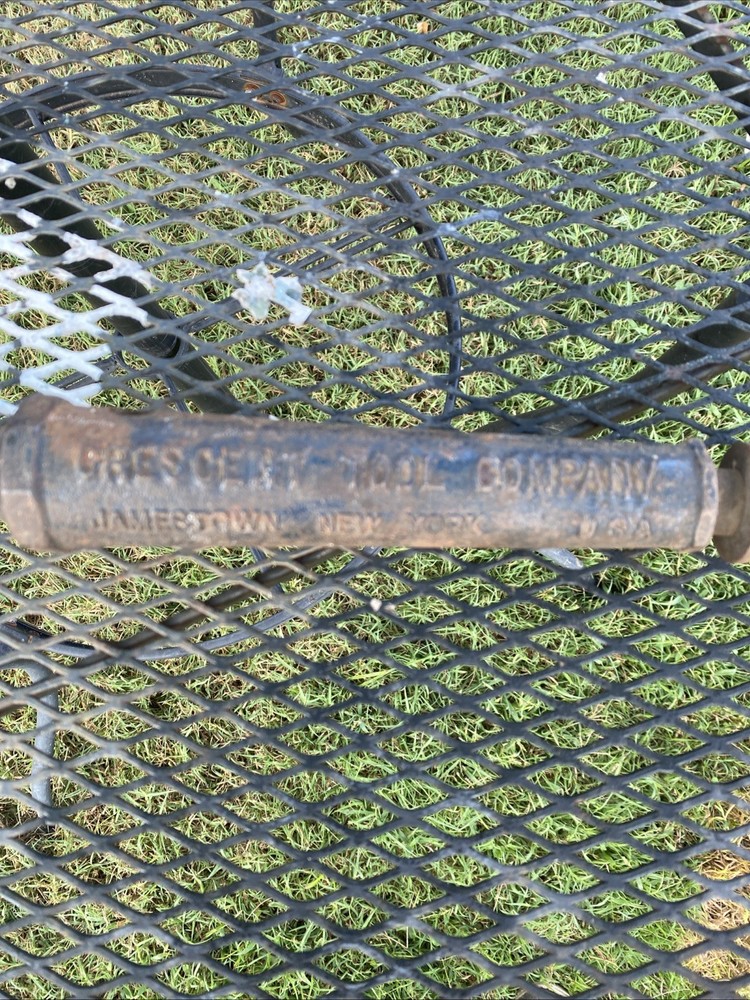 CRESCENT TOOL COMPANY
JAMESTOWN NEW YORK U.S.A.